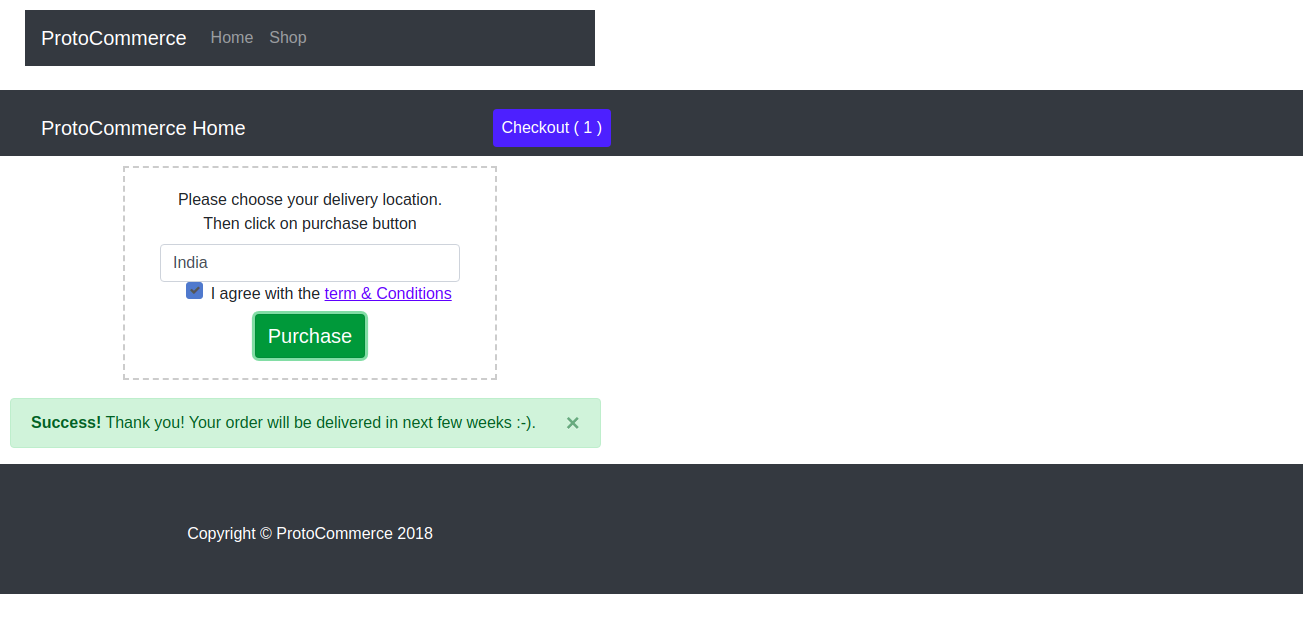 ProtoCommerce Home Shop
ProtoCommerce Home Checkout ( 1 )
Please choose your delivery location.
Then click on purchase button
India
I agree with the term & Conditions
Purchase
Success! Thank you! Your order will be delivered in next few weeks :-). ×
Copyright © ProtoCommerce 2018